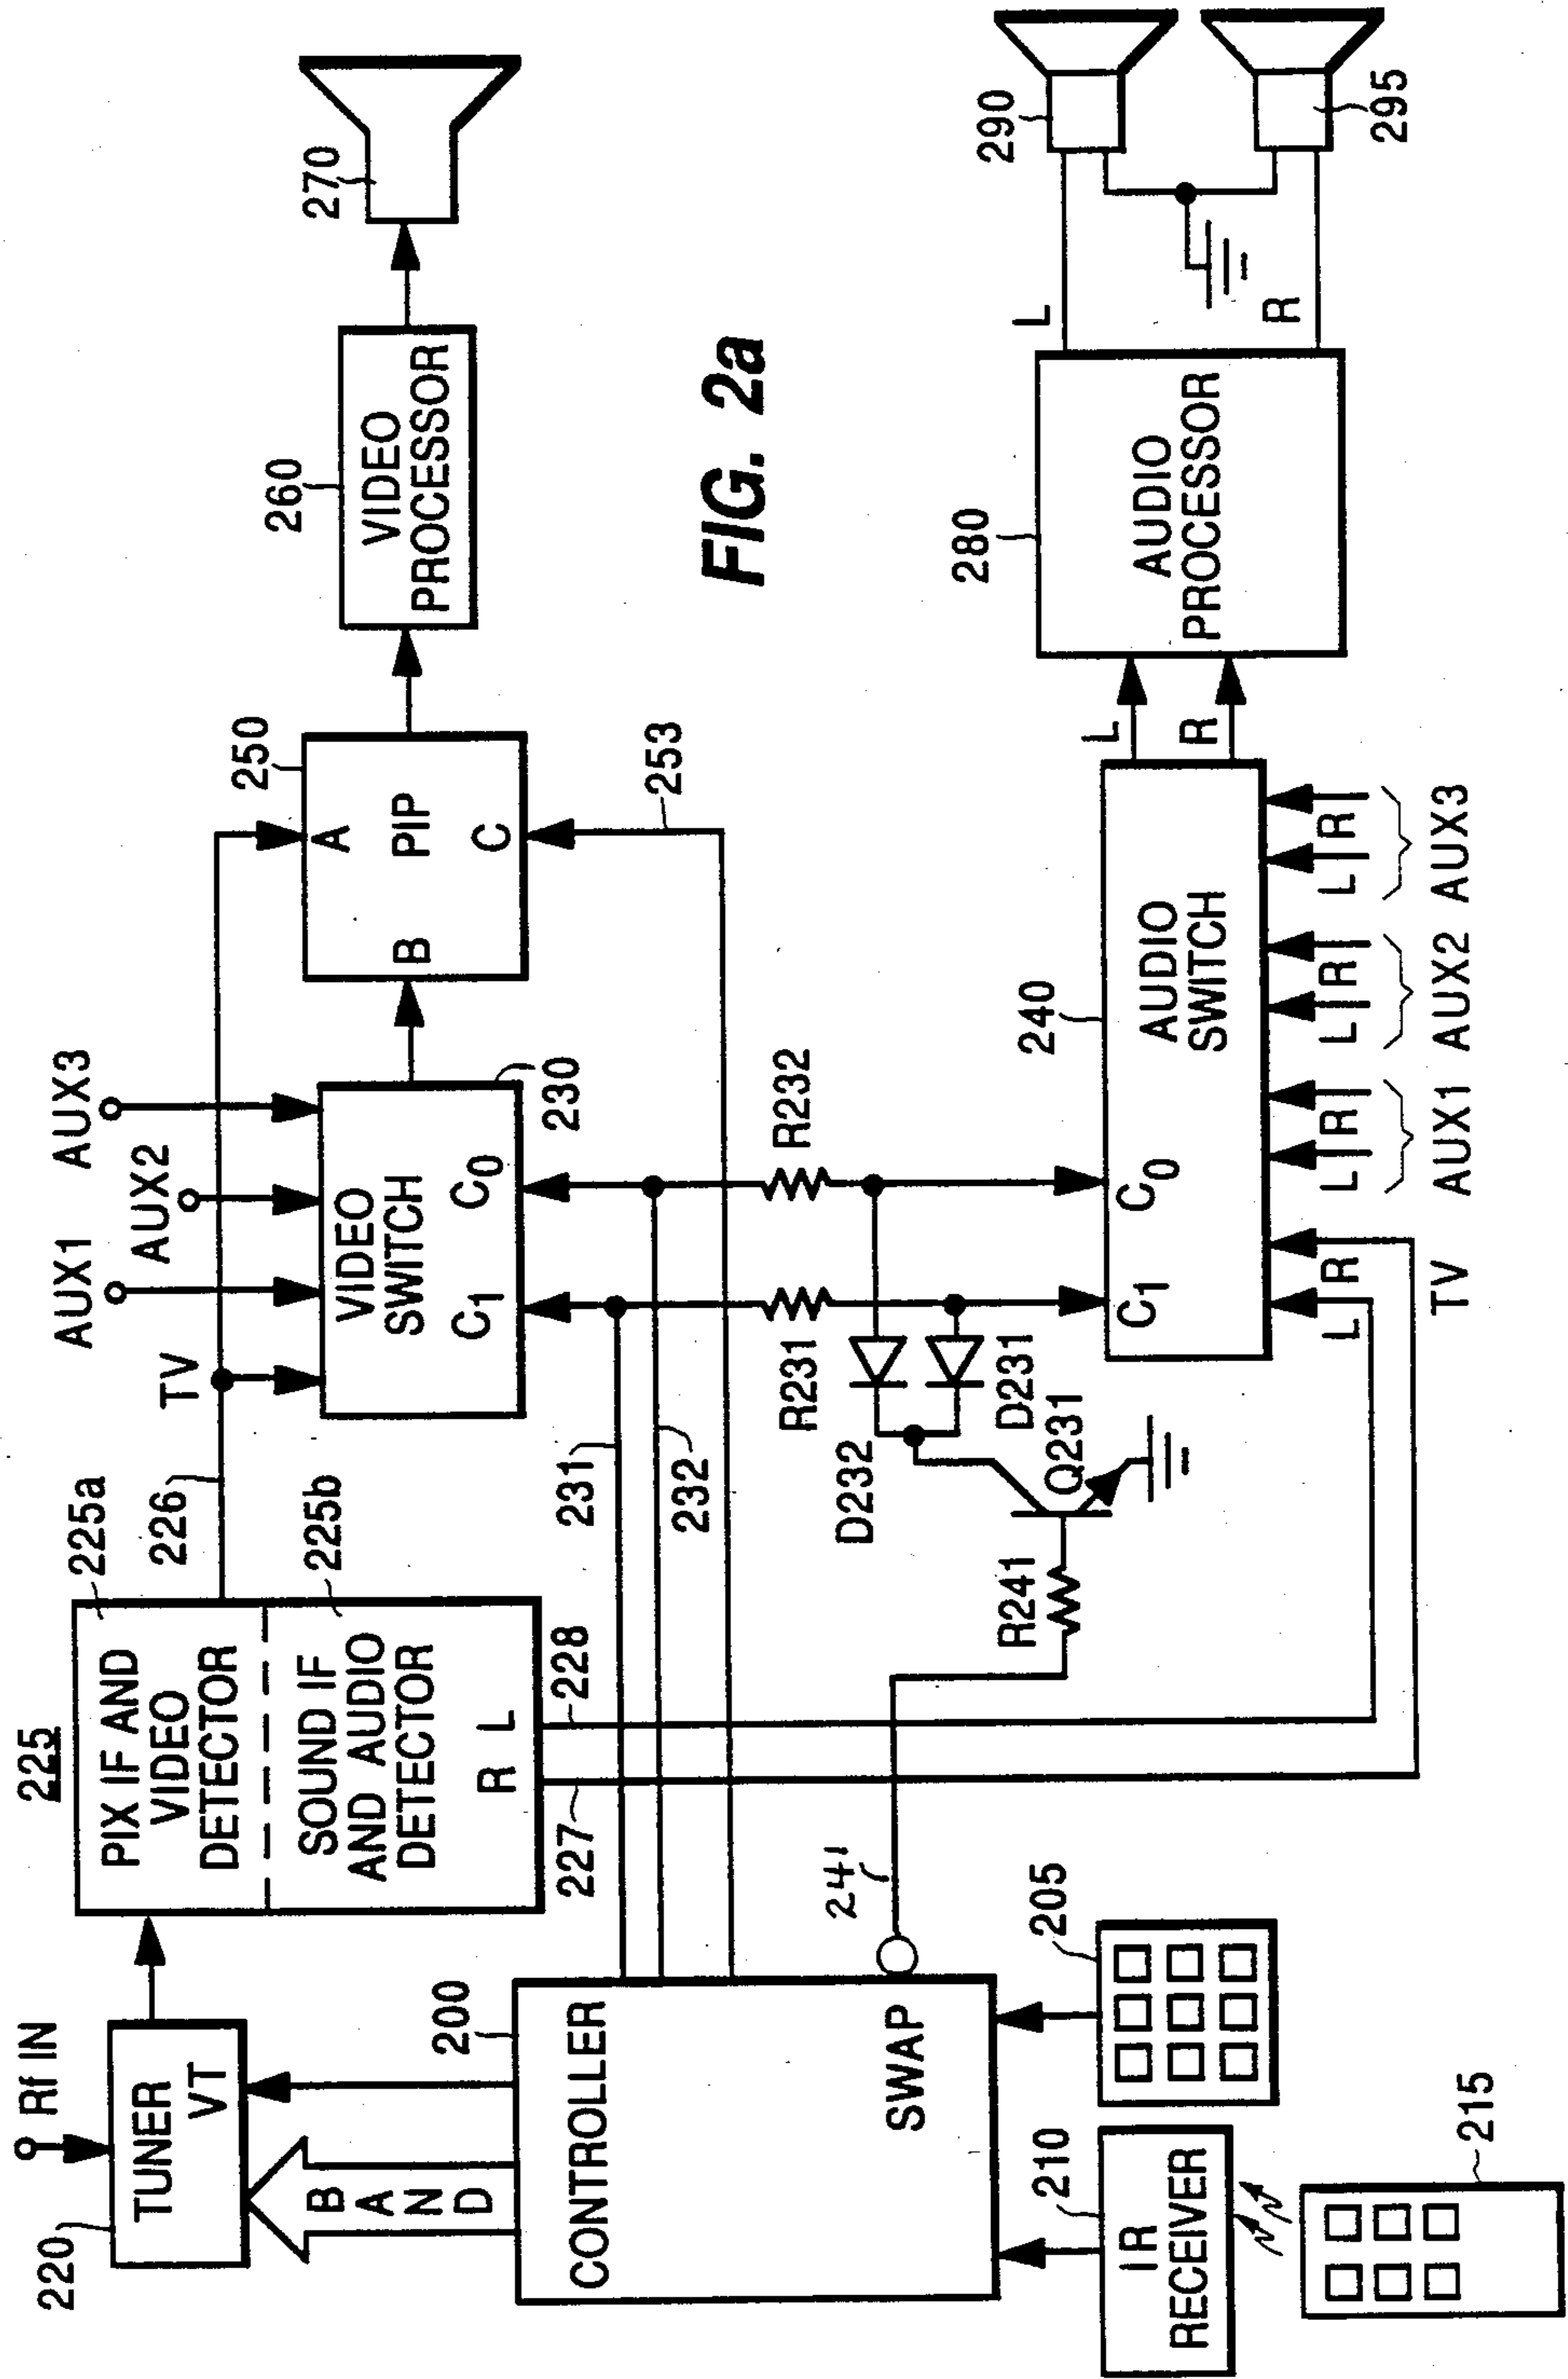 Rf IN
220
TUNER
VT
BAND
225
PIX IF AND
VIDEO
DETECTOR
225a
SOUND IF
AND AUDIO
DETECTOR
225b
R L
226
227
228
TV
AUX1
AUX2
AUX3
VIDEO
SWITCH
C1 C0
230
250
A
B
PIP
C
253
260
VIDEO
PROCESSOR
270
FIG. 2a
200
CONTROLLER
SWAP
231
232
241
R231
R232
D232
D231
Q231
R241
240
AUDIO
SWITCH
C1 C0
L R
TV
L R
AUX1
L R
AUX2
L R
AUX3
L
R
280
AUDIO
PROCESSOR
L
R
290
295
210
IR
RECEIVER
205
215